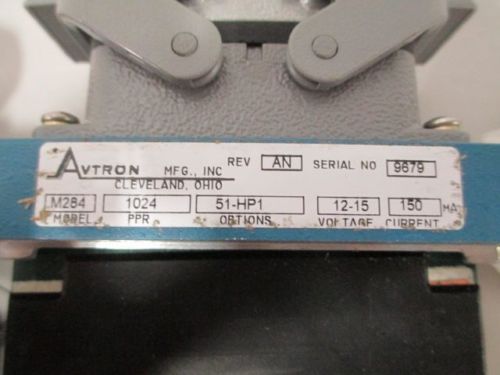 AVTRON MFG., INC REV AN SERIAL NO 9679
CLEVELAND, OHIO
M284 1024 51-HP1 12-15 150 MA
MODEL PPR OPTIONS VOLTAGE CURRENT